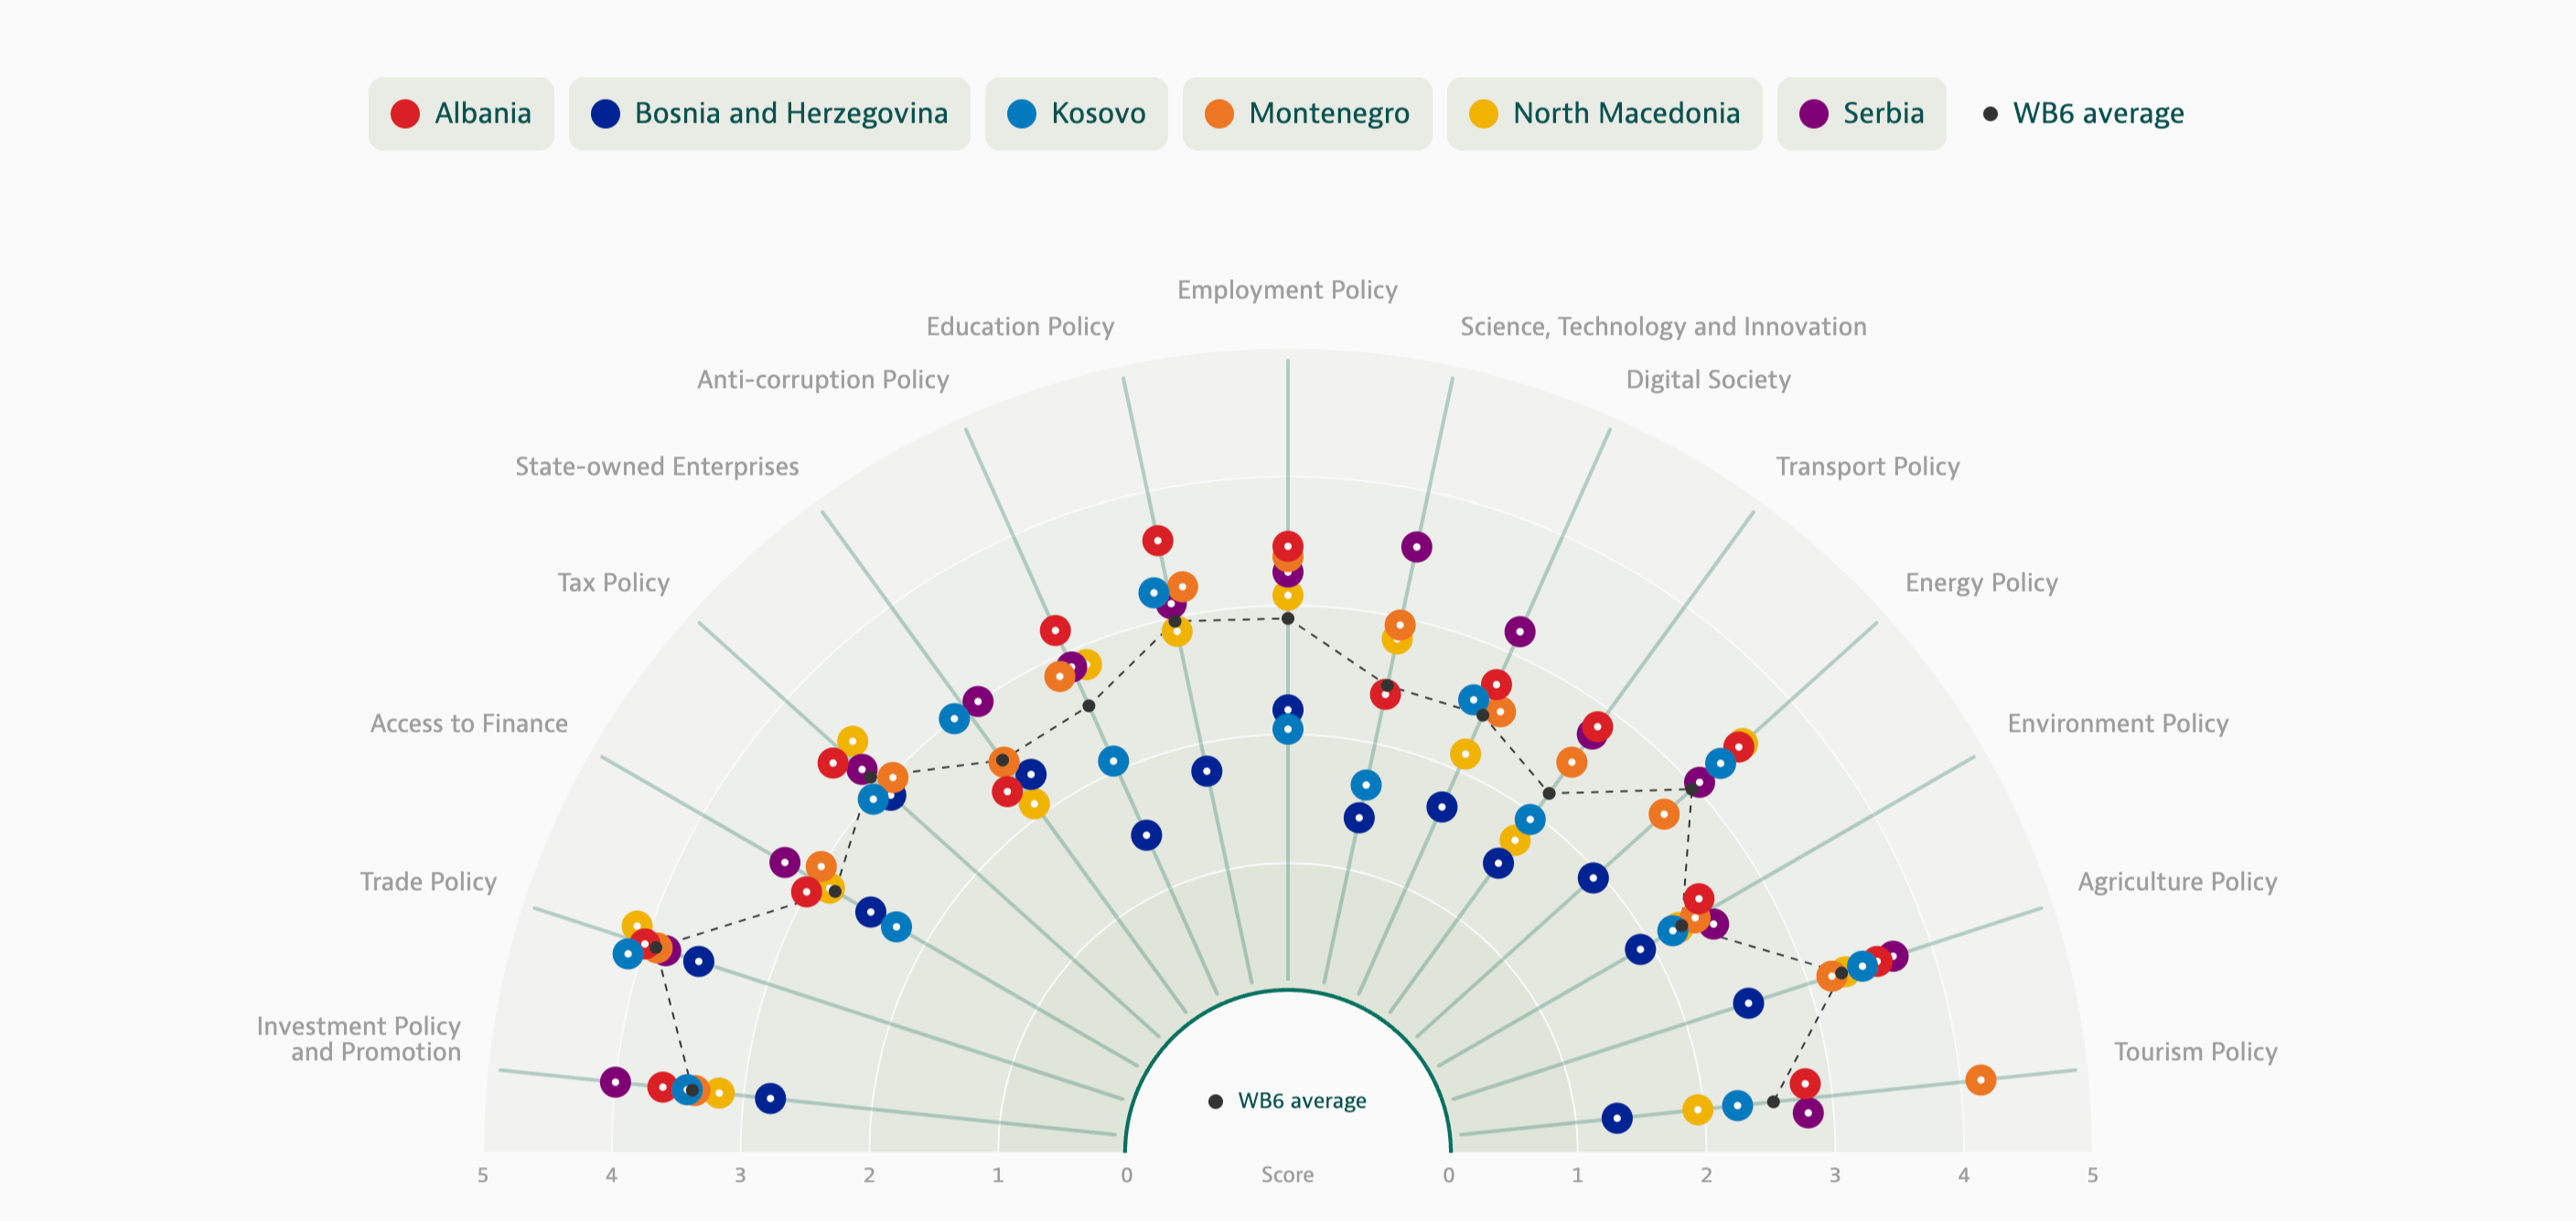 Albania
Bosnia and Herzegovina
Kosovo
Montenegro
North Macedonia
Serbia
WB6 average
Employment Policy
Education Policy
Science, Technology and Innovation
Anti-corruption Policy
Digital Society
State-owned Enterprises
Transport Policy
Tax Policy
Energy Policy
Access to Finance
Environment Policy
Trade Policy
Agriculture Policy
Investment Policy
and Promotion
Tourism Policy
WB6 average
5 4 3 2 1 0 Score 0 1 2 3 4 5